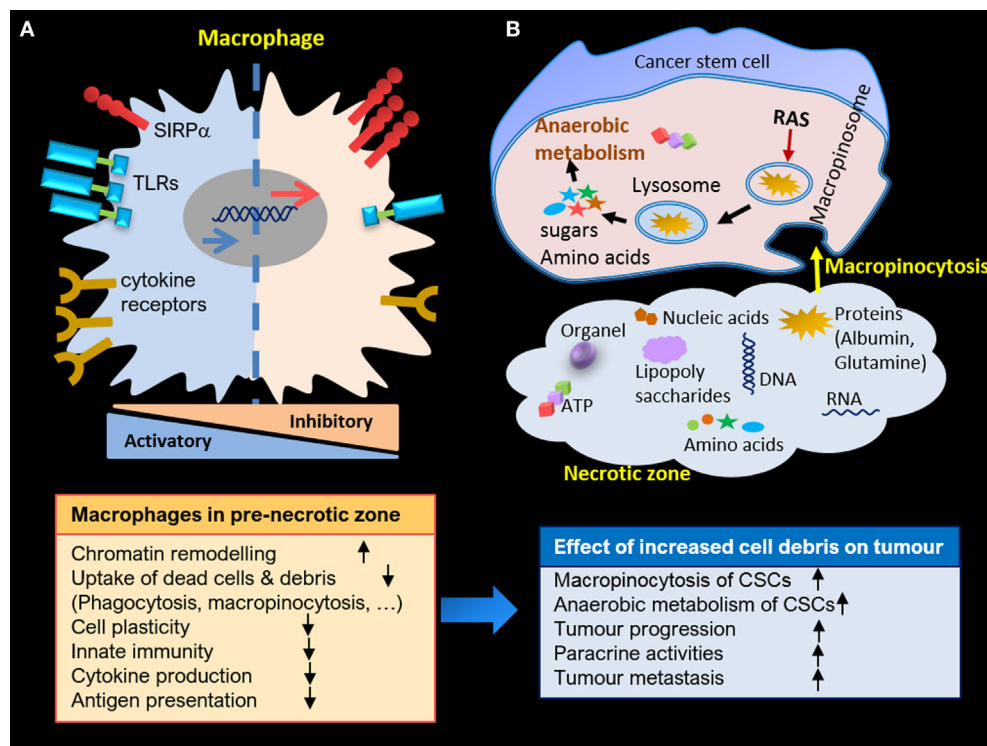 A
Macrophage
SIRPα
TLRs
cytokine
receptors
Inhibitory
Activatory
Macrophages in pre-necrotic zone
Chromatin remodelling ↑
Uptake of dead cells & debris ↓
(Phagocytosis, macropinocytosis, ...)
Cell plasticity ↓
Innate immunity ↓
Cytokine production ↓
Antigen presentation ↓
B
Cancer stem cell
Anaerobic
metabolism
RAS
Macropinosome
Lysosome
sugars
Amino acids
Macropinocytosis
Organel
Nucleic acids
Proteins
(Albumin,
Glutamine)
Lipopoly
saccharides
DNA
ATP
RNA
Amino acids
Necrotic zone
Effect of increased cell debris on tumour
Macropinocytosis of CSCs ↑
Anaerobic metabolism of CSCs ↑
Tumour progression ↑
Paracrine activities ↑
Tumour metastasis ↑